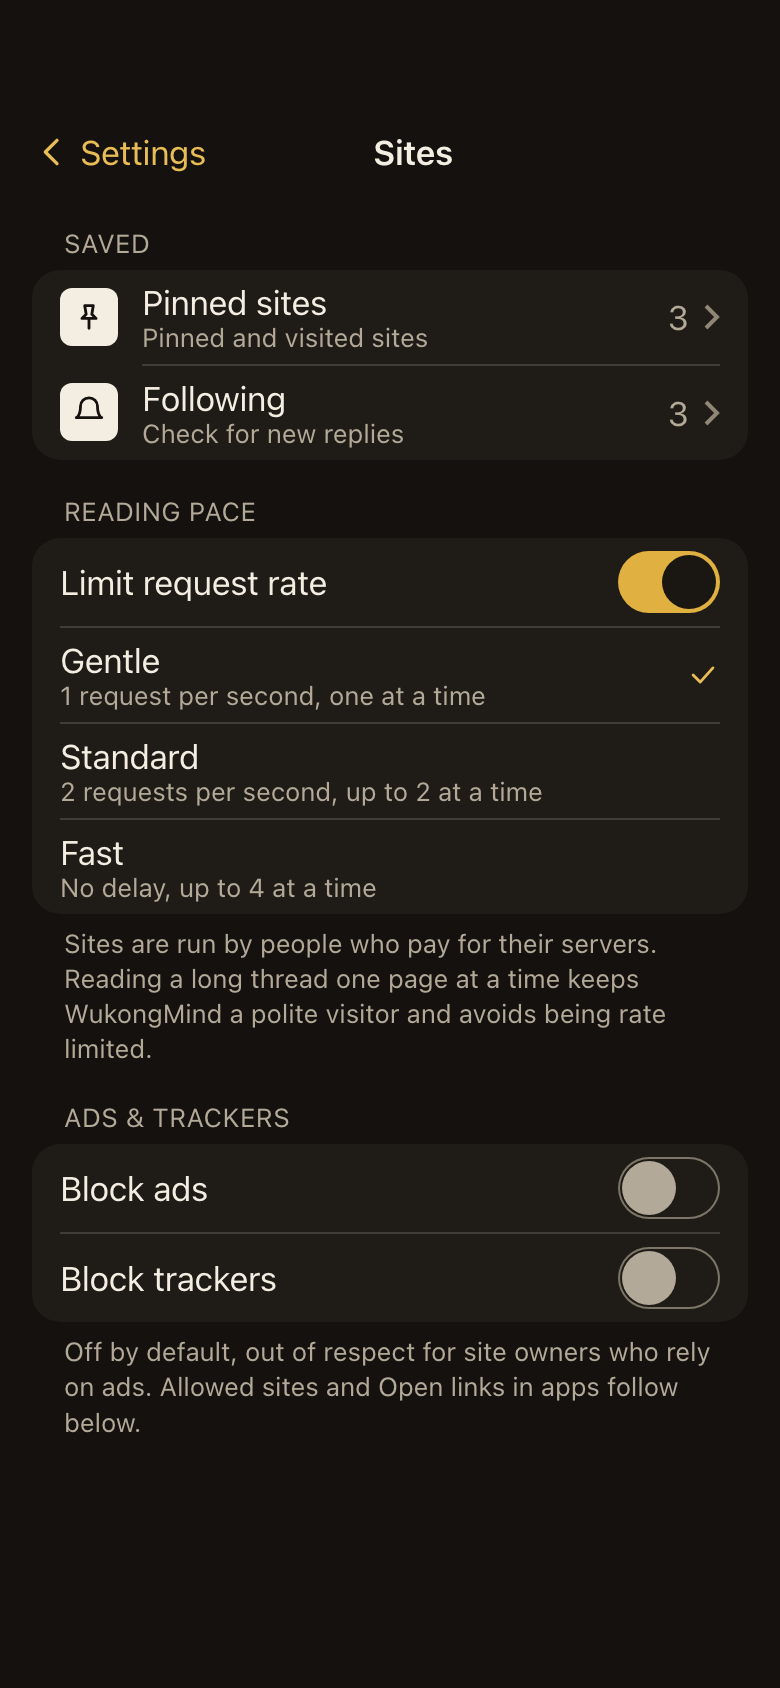 Settings
Sites
SAVED
Pinned sites
Pinned and visited sites
3
Following
Check for new replies
3
READING PACE
Limit request rate
Gentle
1 request per second, one at a time
Standard
2 requests per second, up to 2 at a time
Fast
No delay, up to 4 at a time
Sites are run by people who pay for their servers.
Reading a long thread one page at a time keeps
WukongMind a polite visitor and avoids being rate
limited.
ADS & TRACKERS
Block ads
Block trackers
Off by default, out of respect for site owners who rely
on ads. Allowed sites and Open links in apps follow
below.